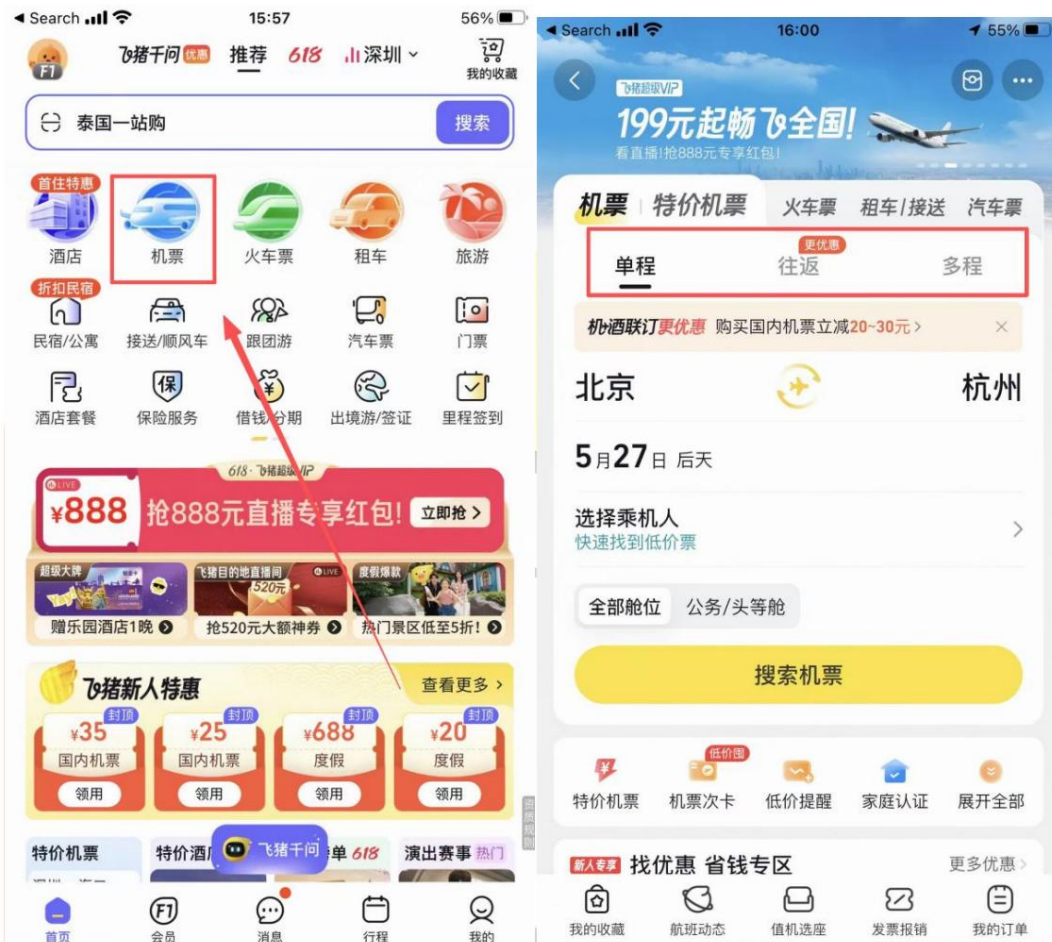 Search
15:57
56%
飞猪千问 优惠 推荐 618 深圳
F1
我的收藏
泰国一站购
搜索
首住特惠
酒店 机票 火车票 租车 旅游
折扣民宿
民宿/公寓 接送/顺风车 跟团游 汽车票 门票
保
¥
酒店套餐 保险服务 借钱/分期 出境游/签证 里程签到
618·飞猪超级VIP
LIVE
¥888 抢888元直播专享红包! 立即抢
超级大牌 飞猪目的地直播间 LIVE 度假爆款
Yay!
520元
赠乐园酒店1晚 抢520元大额神券 热门景区低至5折!
飞猪新人特惠
查看更多
封顶 封顶 封顶 封顶
¥35 ¥25 ¥688 ¥20
国内机票 国内机票 度假 度假
领用 领用 领用 领用
特价机票 特价酒 飞猪千问 单 618 演出赛事 热门
F1
首页 会员 消息 行程 我的
Search
16:00
55%
飞猪超级VIP
199元起畅飞全国!
看直播!抢888元专享红包!
机票 特价机票 火车票 租车/接送 汽车票
更优惠
单程 往返 多程
机+酒联订更优惠 购买国内机票立减20~30元
北京 杭州
5月27日 后天
选择乘机人
快速找到低价票
全部舱位 公务/头等舱
搜索机票
低价囤
特价机票 机票次卡 低价提醒 家庭认证 展开全部
新人专享 找优惠 省钱专区 更多优惠
我的收藏 航班动态 值机选座 发票报销 我的订单